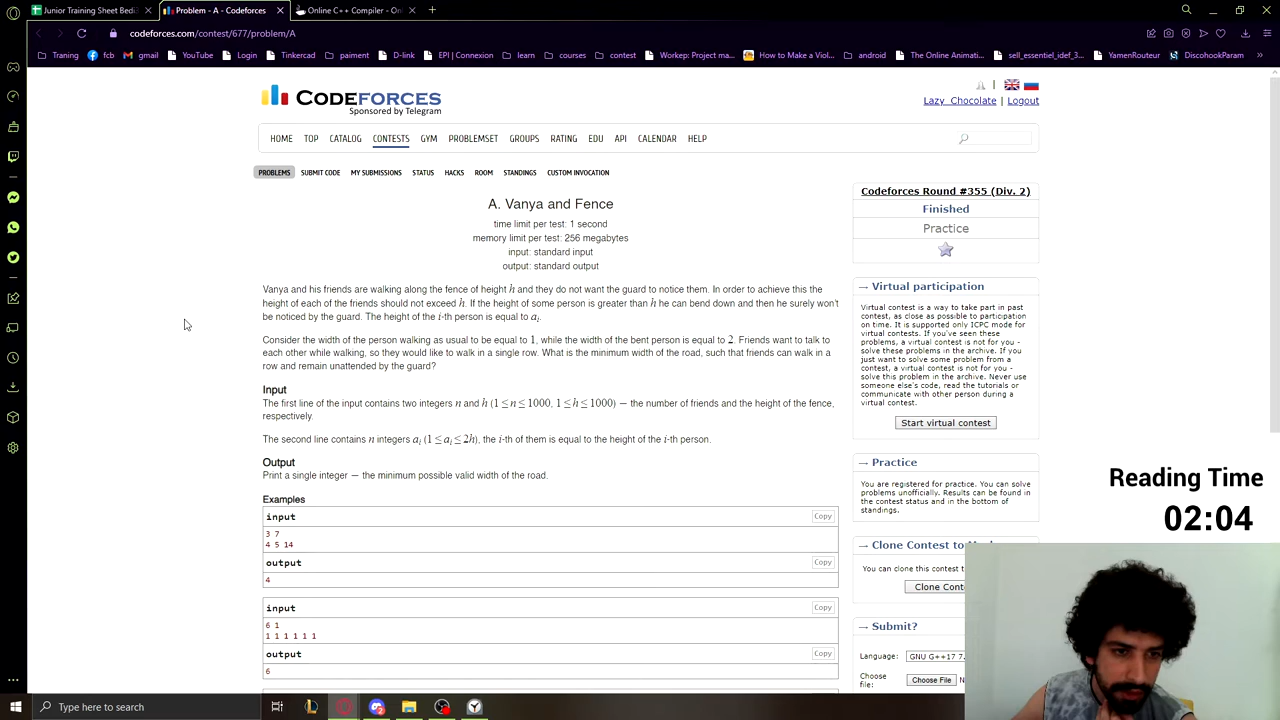 Junior Training Sheet Bedi
Problem - A - Codeforces
Online C++ Compiler - On
codeforces.com/contest/677/problem/A
Traning
fcb
gmail
YouTube
Login
Tinkercad
paiment
D-link
EPI | Connexion
learn
courses
contest
Workep: Project ma...
How to Make a Viol...
android
The Online Animati...
sell_essentiel_idef_3...
YamenRouteur
DiscohookParam
CODEFORCES
Sponsored by Telegram
Lazy_Chocolate | Logout
HOME TOP CATALOG CONTESTS GYM PROBLEMSET GROUPS RATING EDU API CALENDAR HELP
PROBLEMS SUBMIT CODE MY SUBMISSIONS STATUS HACKS ROOM STANDINGS CUSTOM INVOCATION
A. Vanya and Fence
time limit per test: 1 second
memory limit per test: 256 megabytes
input: standard input
output: standard output
Vanya and his friends are walking along the fence of height h and they do not want the guard to notice them. In order to achieve this the
height of each of the friends should not exceed h. If the height of some person is greater than h he can bend down and then he surely won't
be noticed by the guard. The height of the i-th person is equal to ai.
Consider the width of the person walking as usual to be equal to 1, while the width of the bent person is equal to 2. Friends want to talk to
each other while walking, so they would like to walk in a single row. What is the minimum width of the road, such that friends can walk in a
row and remain unattended by the guard?
Input
The first line of the input contains two integers n and h (1 ≤ n ≤ 1000, 1 ≤ h ≤ 1000) — the number of friends and the height of the fence,
respectively.
The second line contains n integers ai (1 ≤ ai ≤ 2h), the i-th of them is equal to the height of the i-th person.
Output
Print a single integer — the minimum possible valid width of the road.
Examples
input
Copy
3 7
4 5 14
output
Copy
4
input
Copy
6 1
1 1 1 1 1 1
output
Copy
6
Codeforces Round #355 (Div. 2)
Finished
Practice
→ Virtual participation
Virtual contest is a way to take part in past
contest, as close as possible to participation
on time. It is supported only ICPC mode for
virtual contests. If you've seen these
problems, a virtual contest is not for you -
solve these problems in the archive. If you
just want to solve some problem from a
contest, a virtual contest is not for you -
solve this problem in the archive. Never use
someone else's code, read the tutorials or
communicate with other person during a
virtual contest.
Start virtual contest
→ Practice
You are registered for practice. You can solve
problems unofficially. Results can be found
in the contest status and in the bottom of
standings.
→ Clone Contest to
You can clone this contest t
Clone Cont
→ Submit?
Language: GNU G++17 7.
Choose
file:
Choose File
Reading Time
02:04
Type here to search